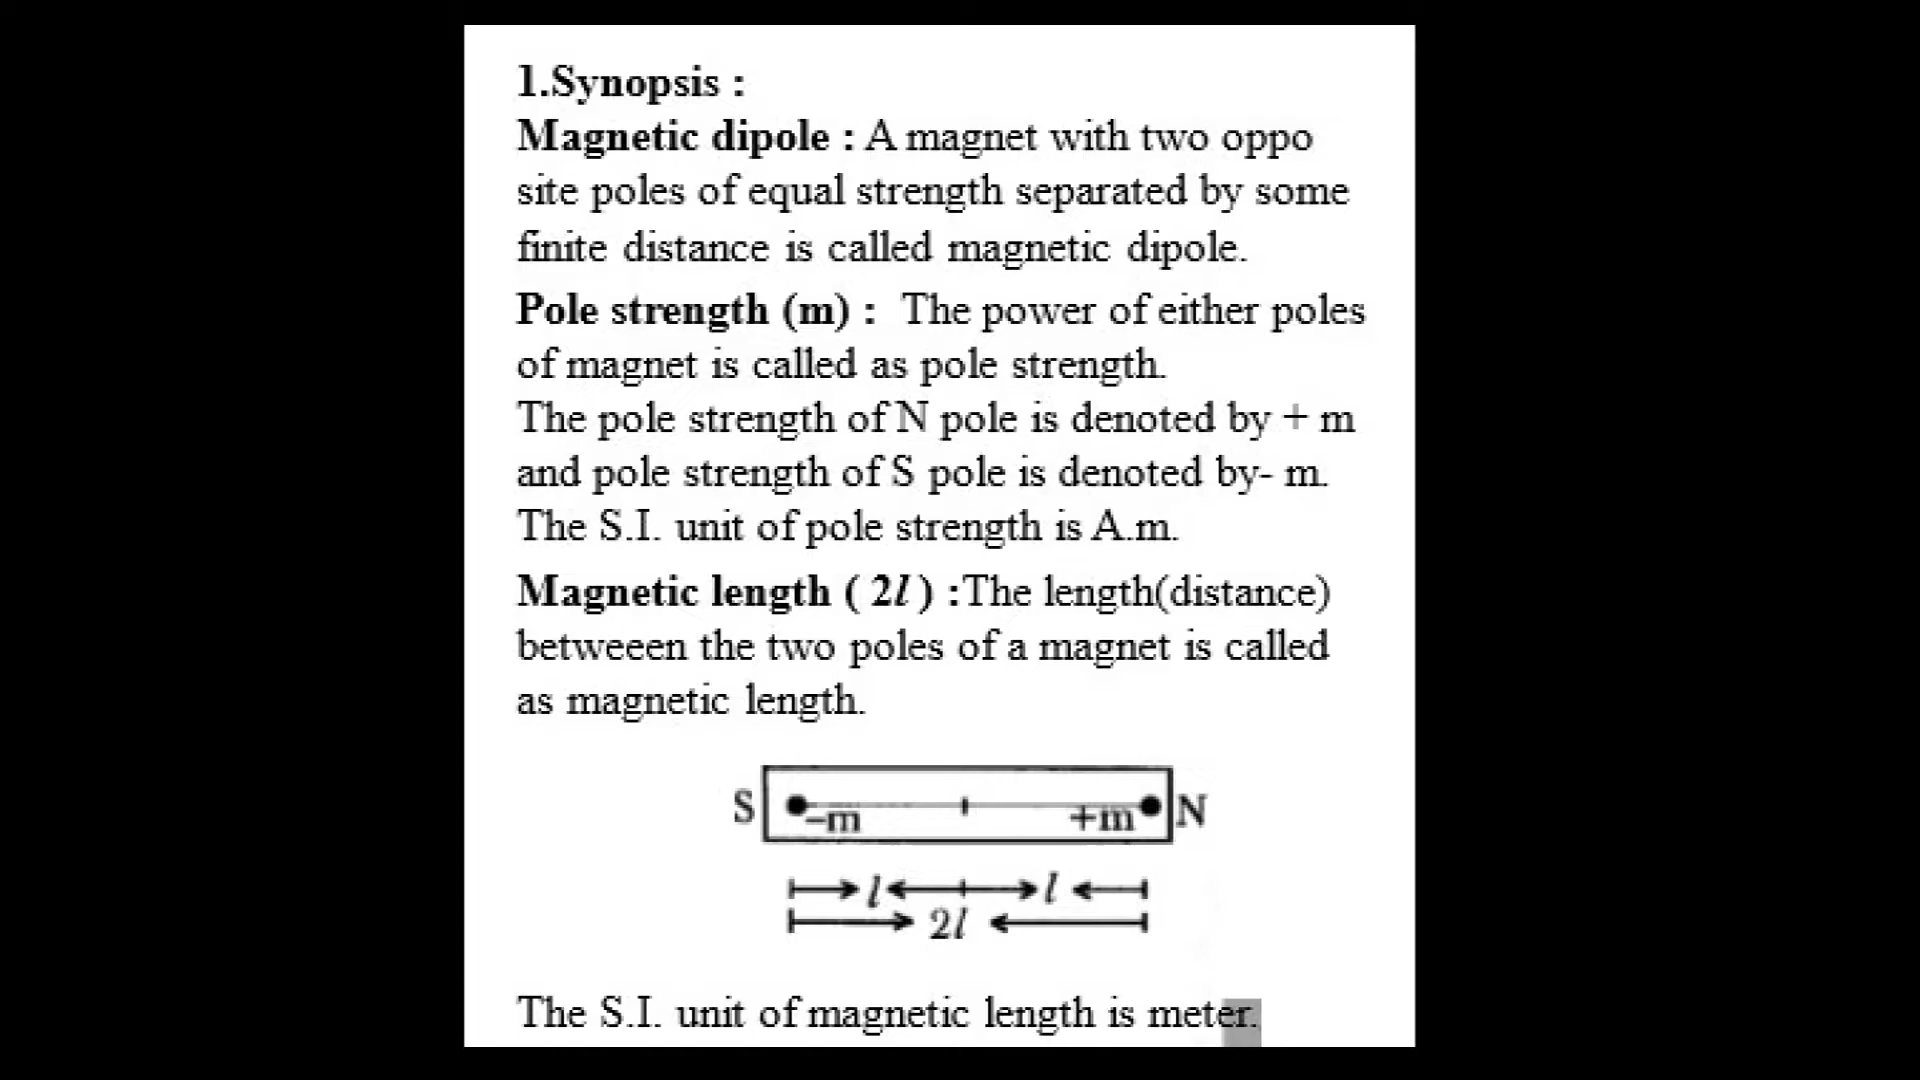 1.Synopsis :
Magnetic dipole : A magnet with two oppo
site poles of equal strength separated by some
finite distance is called magnetic dipole.
Pole strength (m) : The power of either poles
of magnet is called as pole strength.
The pole strength of N pole is denoted by + m
and pole strength of S pole is denoted by- m.
The S.I. unit of pole strength is A.m.
Magnetic length ( 2l ) :The length(distance)
betweeen the two poles of a magnet is called
as magnetic length.
S –m +m N
l l
2l
The S.I. unit of magnetic length is meter.